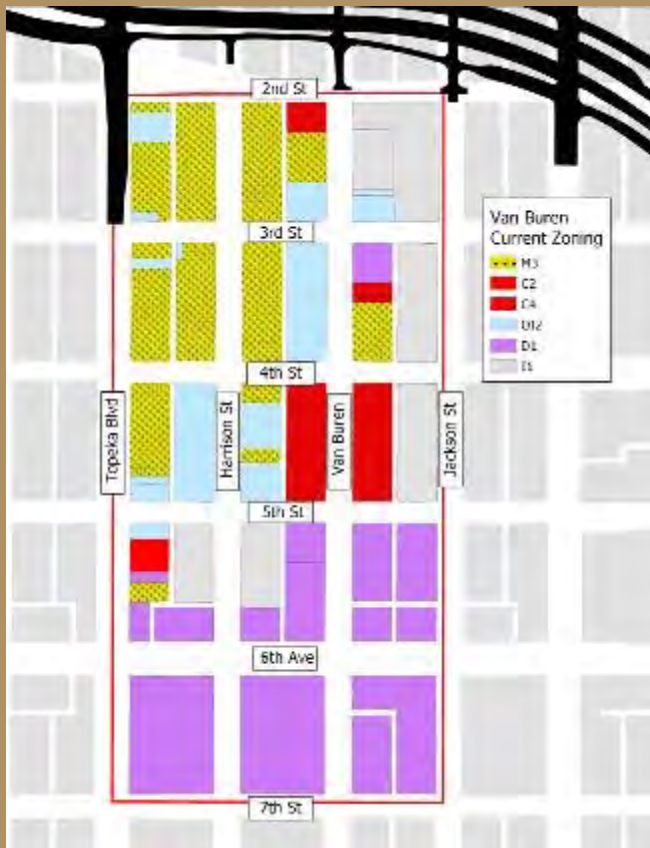 2nd St
Van Buren
Current Zoning
M3
C2
C4
OI2
D1
I1
3rd St
4th St
Topeka Blvd
Harrison St
Van Buren
Jackson St
5th St
6th Ave
7th St